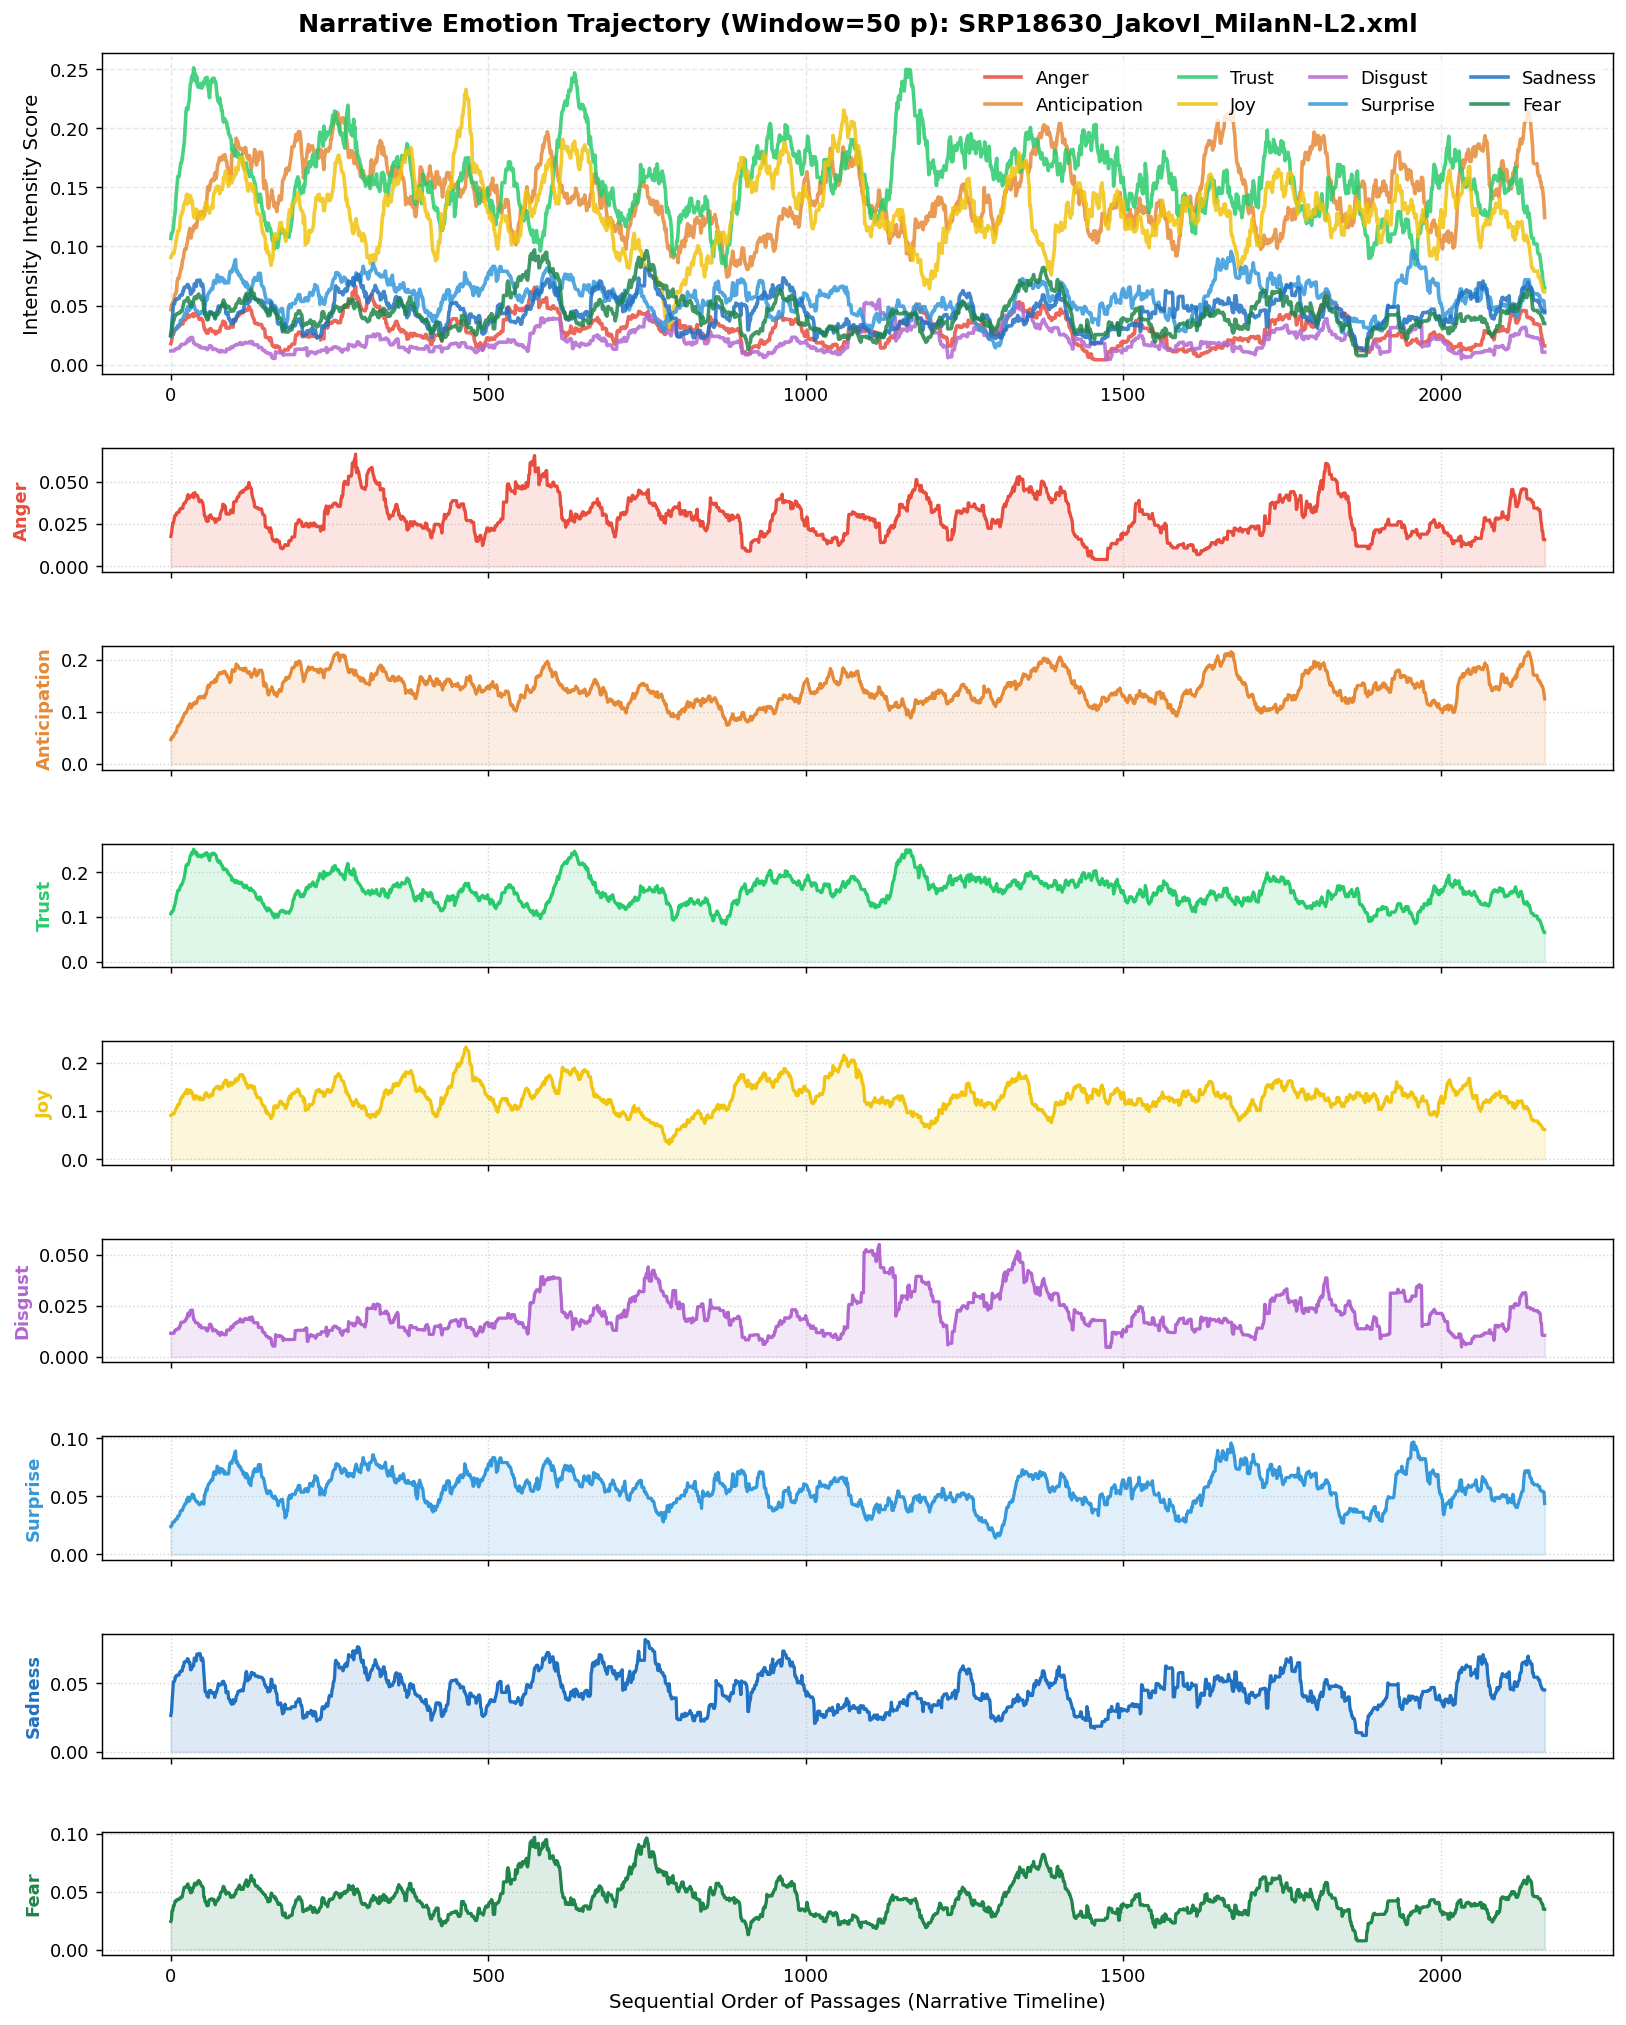 Narrative Emotion Trajectory (Window=50 p): SRP18630_JakovI_MilanN-L2.xml
Intensity Intensity Score
0.25
0.20
0.15
0.10
0.05
0.00
Anger Trust Disgust Sadness
Anticipation Joy Surprise Fear
0 500 1000 1500 2000
Anger
0.050
0.025
0.000
Anticipation
0.2
0.1
0.0
Trust
0.2
0.1
0.0
Joy
0.2
0.1
0.0
Disgust
0.050
0.025
0.000
Surprise
0.10
0.05
0.00
Sadness
0.05
0.00
Fear
0.10
0.05
0.00
0 500 1000 1500 2000
Sequential Order of Passages (Narrative Timeline)